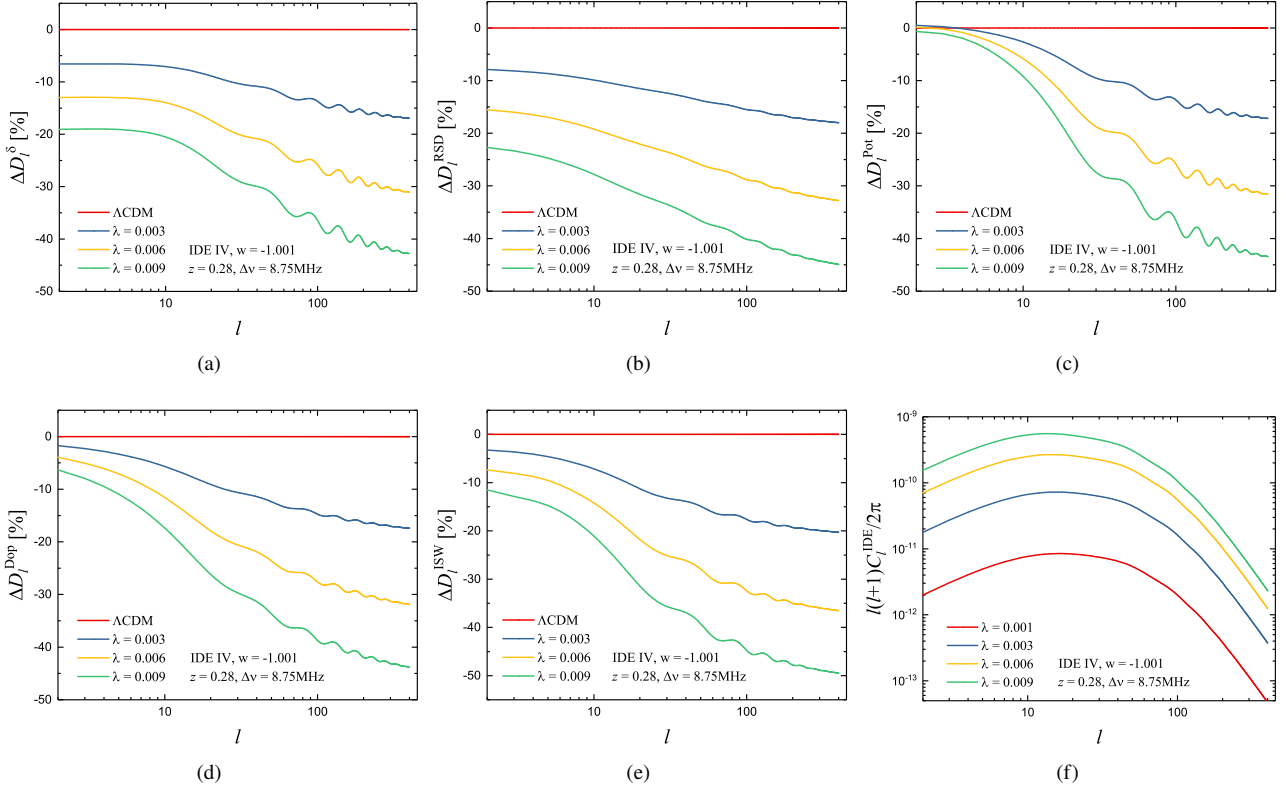 0
-10
-20
-30
-40
-50
ΔD_l^δ [%]
ΛCDM
λ = 0.003
λ = 0.006
λ = 0.009
IDE IV, w = -1.001
z = 0.28, Δν = 8.75MHz
10
100
l
(a)
0
-10
-20
-30
-40
-50
ΔD_l^RSD [%]
ΛCDM
λ = 0.003
λ = 0.006
λ = 0.009
IDE IV, w = -1.001
z = 0.28, Δν = 8.75MHz
10
100
l
(b)
0
-10
-20
-30
-40
-50
ΔD_l^Pot [%]
ΛCDM
λ = 0.003
λ = 0.006
λ = 0.009
IDE IV, w = -1.001
z = 0.28, Δν = 8.75MHz
10
100
l
(c)
0
-10
-20
-30
-40
-50
ΔD_l^Dop [%]
ΛCDM
λ = 0.003
λ = 0.006
λ = 0.009
IDE IV, w = -1.001
z = 0.28, Δν = 8.75MHz
10
100
l
(d)
0
-10
-20
-30
-40
-50
ΔD_l^ISW [%]
ΛCDM
λ = 0.003
λ = 0.006
λ = 0.009
IDE IV, w = -1.001
z = 0.28, Δν = 8.75MHz
10
100
l
(e)
10^-9
10^-10
10^-11
10^-12
10^-13
l(l+1)C_l^IDE/2π
λ = 0.001
λ = 0.003
λ = 0.006
λ = 0.009
IDE IV, w = -1.001
z = 0.28, Δν = 8.75MHz
10
100
l
(f)